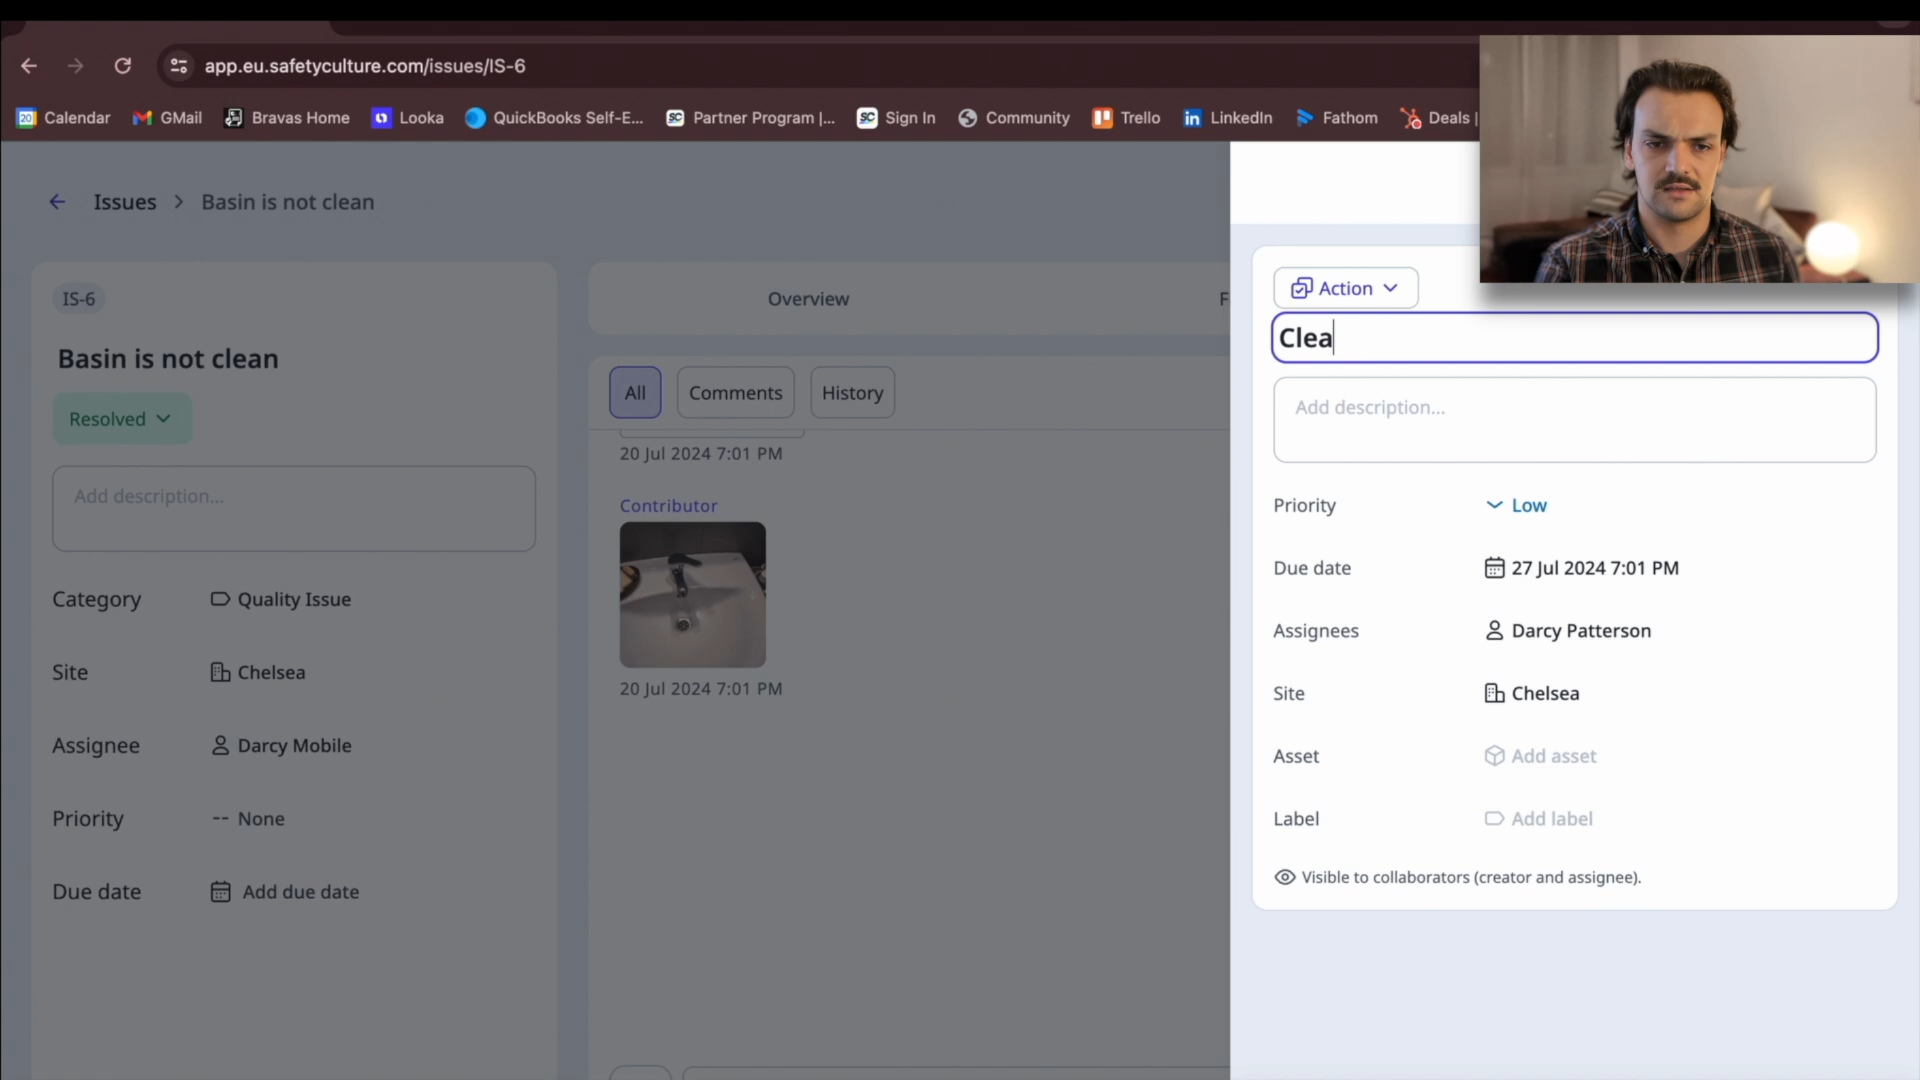 app.eu.safetyculture.com/issues/IS-6
20 Calendar GMail Bravas Home Looka QuickBooks Self-E... SC Partner Program |... SC Sign In Community Trello in LinkedIn Fathom Deals |
Issues > Basin is not clean
IS-6
Basin is not clean
Resolved
Add description...
Category Quality Issue
Site Chelsea
Assignee Darcy Mobile
Priority -- None
Due date Add due date
Overview
All Comments History
20 Jul 2024 7:01 PM
Contributor
20 Jul 2024 7:01 PM
Action
Clea
Add description...
Priority Low
Due date 27 Jul 2024 7:01 PM
Assignees Darcy Patterson
Site Chelsea
Asset Add asset
Label Add label
Visible to collaborators (creator and assignee).